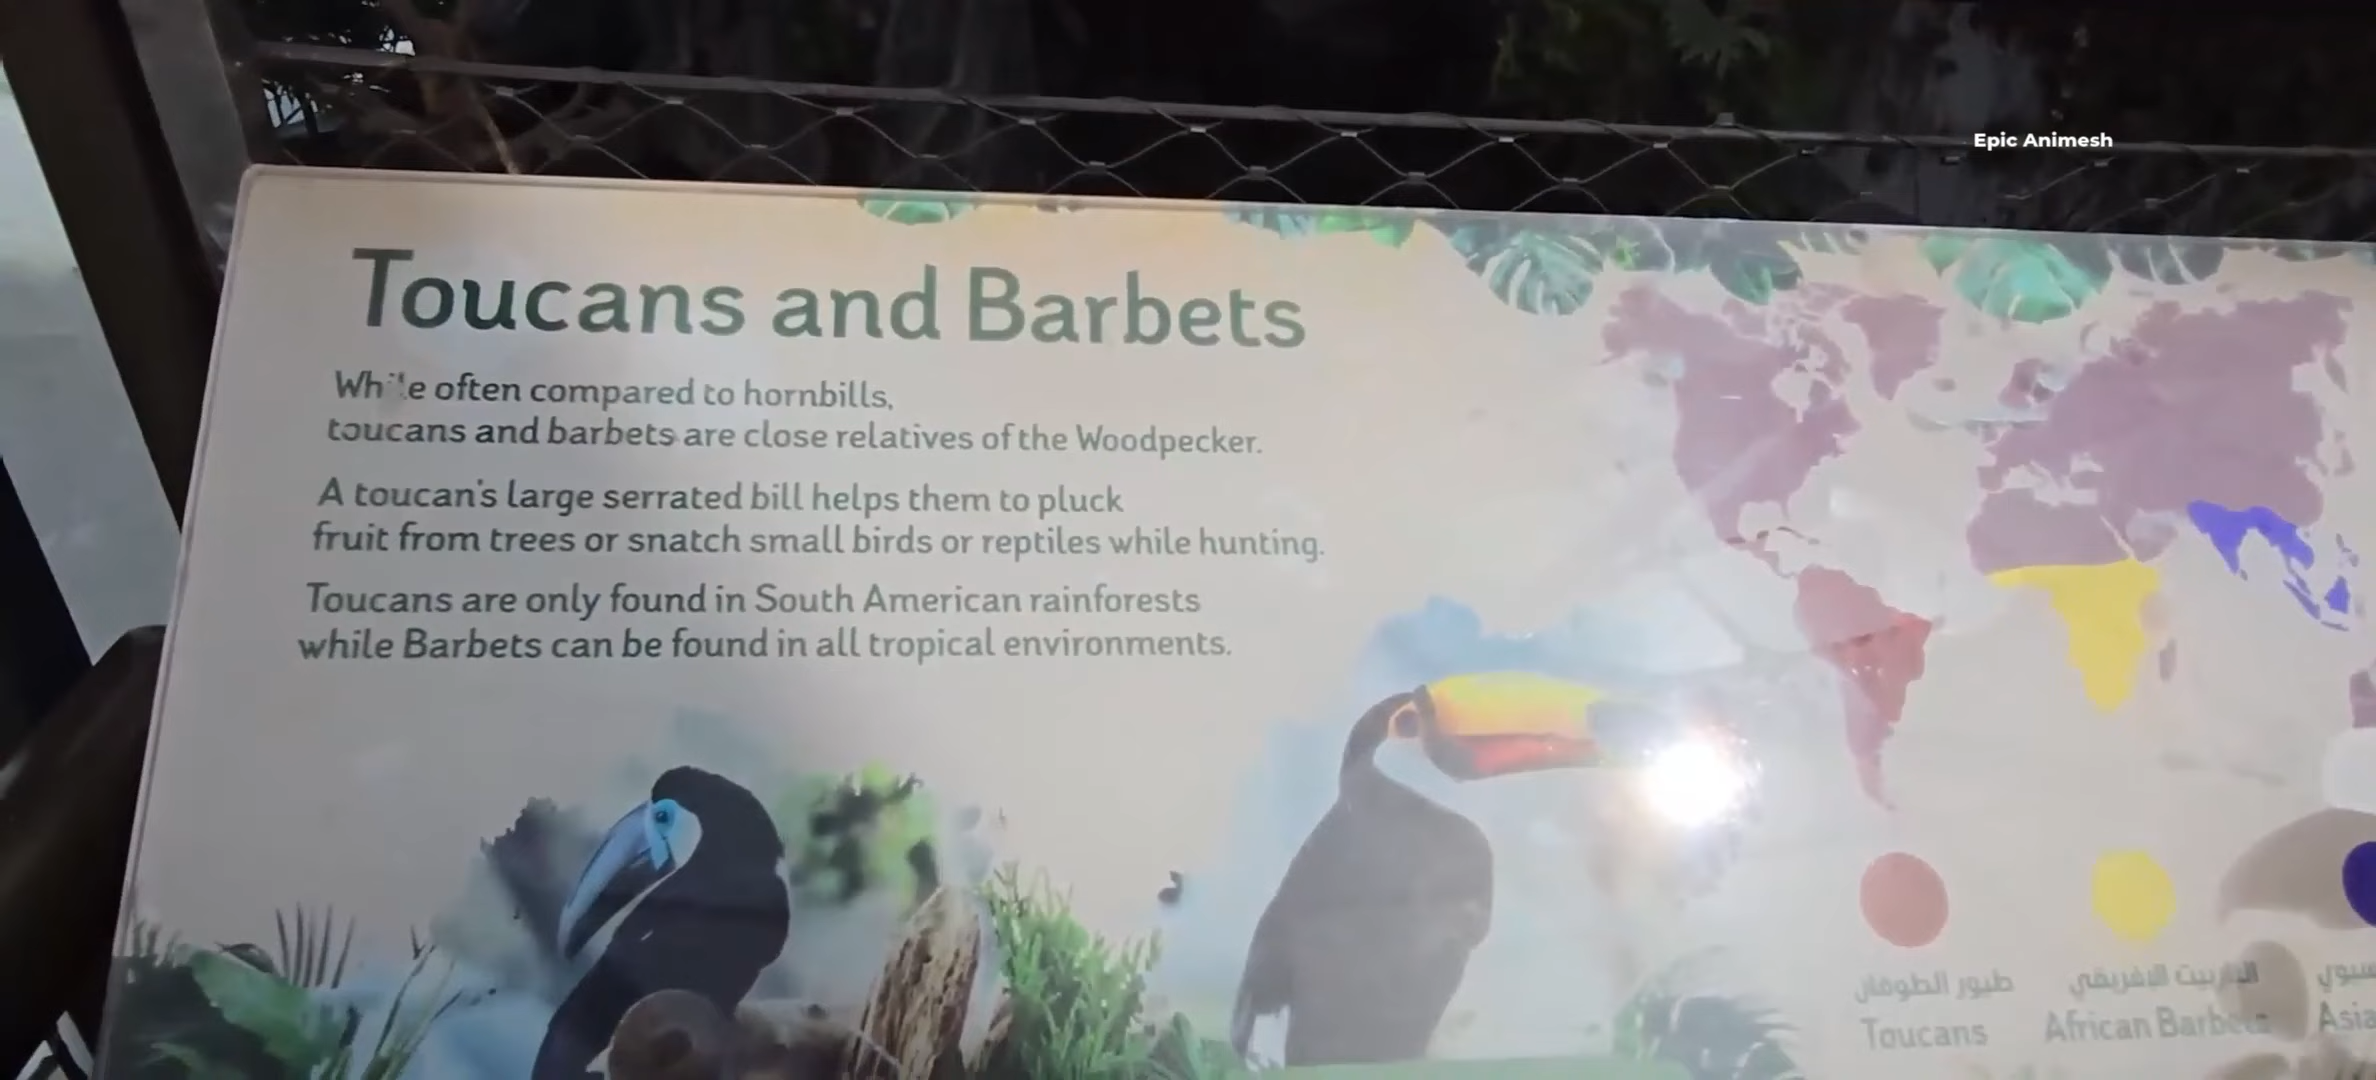 Epic Animesh
Toucans and Barbets
While often compared to hornbills,
toucans and barbets are close relatives of the Woodpecker.
A toucan's large serrated bill helps them to pluck
fruit from trees or snatch small birds or reptiles while hunting.
Toucans are only found in South American rainforests
while Barbets can be found in all tropical environments.
طيور الطوقان
Toucans
الباربيت الافريقي
African Barbets